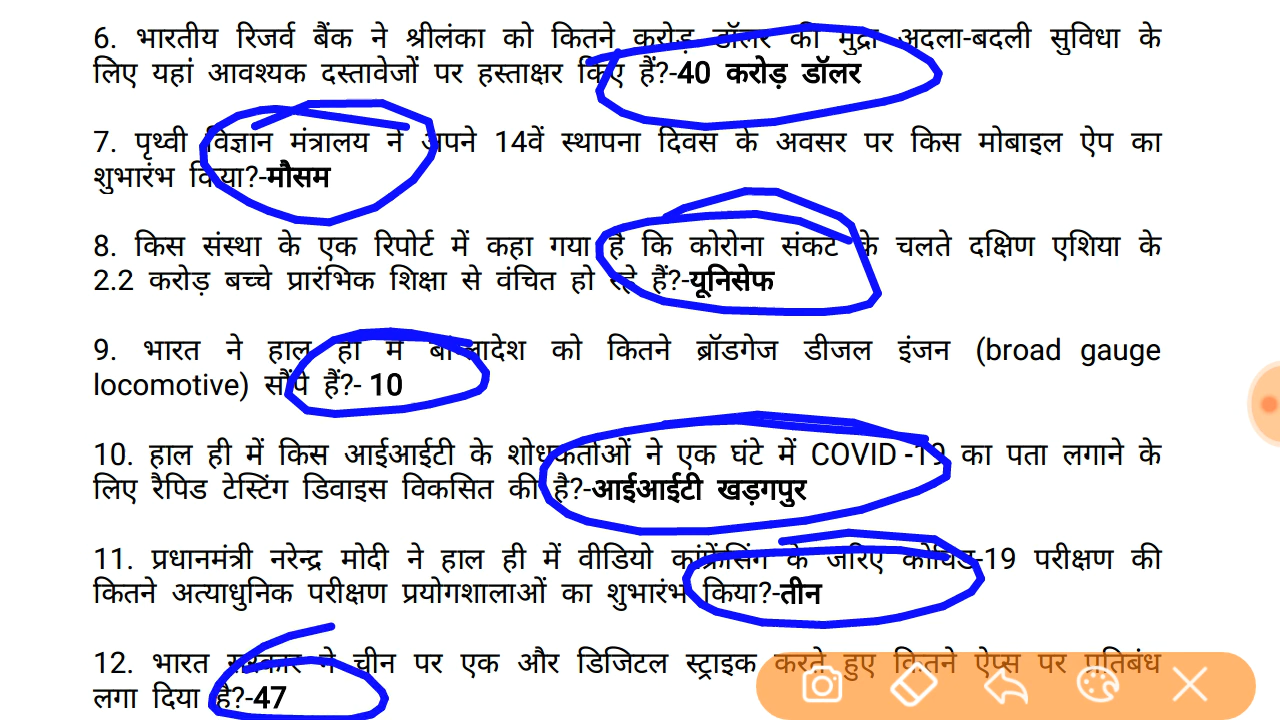 6. भारतीय रिजर्व बैंक ने श्रीलंका को कितने करोड़ डॉलर की मुद्रा अदला-बदली सुविधा के
लिए यहां आवश्यक दस्तावेजों पर हस्ताक्षर किए हैं?-40 करोड़ डॉलर
7. पृथ्वी विज्ञान मंत्रालय ने अपने 14वें स्थापना दिवस के अवसर पर किस मोबाइल ऐप का
शुभारंभ किया?-मौसम
8. किस संस्था के एक रिपोर्ट में कहा गया है कि कोरोना संकट के चलते दक्षिण एशिया के
2.2 करोड़ बच्चे प्रारंभिक शिक्षा से वंचित हो रहे हैं?-यूनिसेफ
9. भारत ने हाल ही में बांग्लादेश को कितने ब्रॉडगेज डीजल इंजन (broad gauge
locomotive) सौंपे हैं?- 10
10. हाल ही में किस आईआईटी के शोधकर्ताओं ने एक घंटे में COVID -19 का पता लगाने के
लिए रैपिड टेस्टिंग डिवाइस विकसित की है?-आईआईटी खड़गपुर
11. प्रधानमंत्री नरेन्द्र मोदी ने हाल ही में वीडियो कांफ्रेंसिंग के जरिए कोविड-19 परीक्षण की
कितने अत्याधुनिक परीक्षण प्रयोगशालाओं का शुभारंभ किया?-तीन
12. भारत सरकार ने चीन पर एक और डिजिटल स्ट्राइक करते हुए कितने ऐप्स पर प्रतिबंध
लगा दिया है?-47